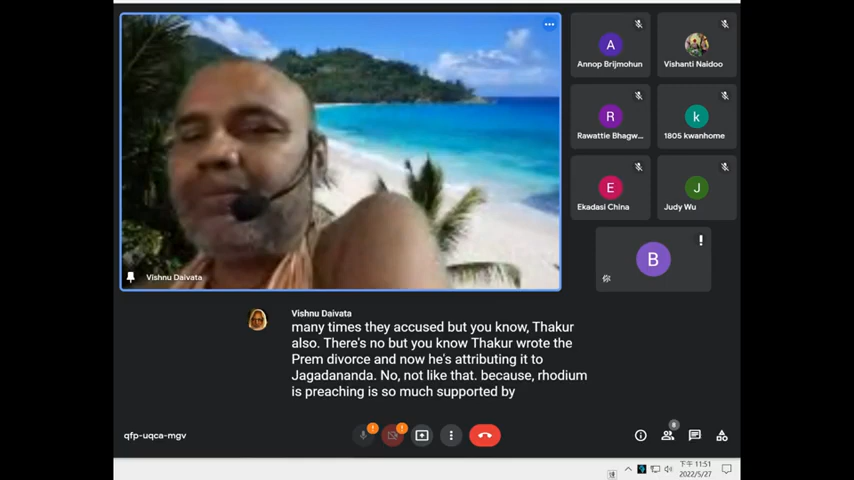 A
Annop Brijmohun
Vishanti Naidoo
R
Rawattie Bhagw...
k
1805 kwanhome
E
Ekadasi China
J
Judy Wu
B
你
Vishnu Daivata
Vishnu Daivata
many times they accused but you know, Thakur
also. There's no but you know Thakur wrote the
Prem divorce and now he's attributing it to
Jagadananda. No, not like that. because, rhodium
is preaching is so much supported by
qfp-uqca-mgv
8
下午 11:51
2022/5/27